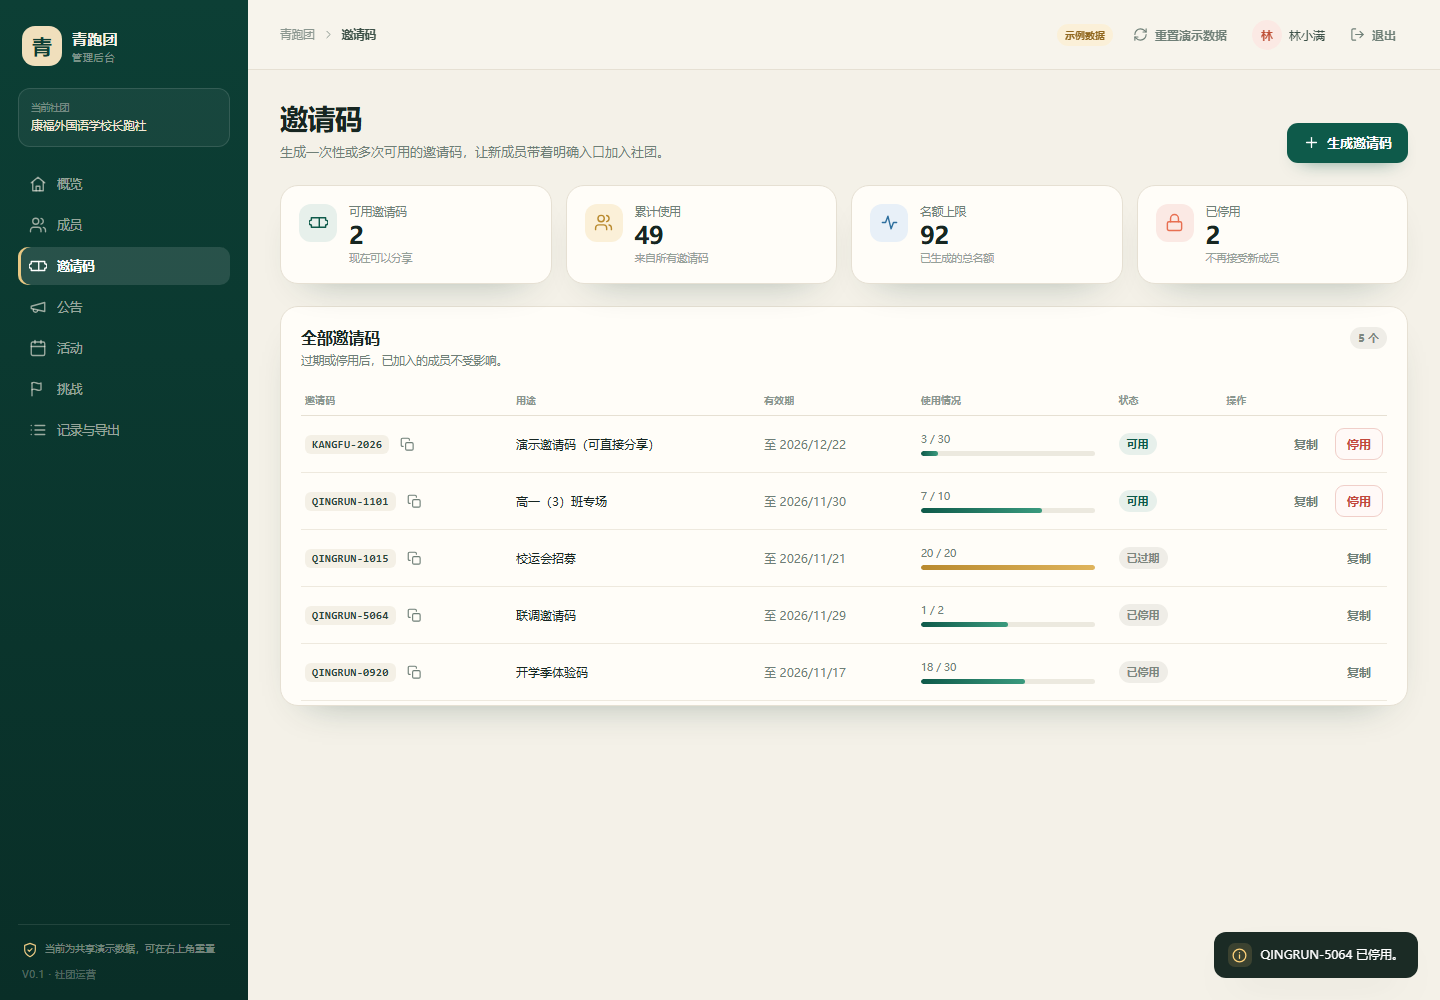 青
青跑团
管理后台
当前社团
康福外国语学校长跑社
概览
成员
邀请码
公告
活动
挑战
记录与导出
当前为共享演示数据，可在右上角重置
V0.1 · 社团运营
青跑团 > 邀请码
示例数据
重置演示数据
林
林小满
退出
邀请码
生成一次性或多次可用的邀请码，让新成员带着明确入口加入社团。
+ 生成邀请码
可用邀请码
2
现在可以分享
累计使用
49
来自所有邀请码
名额上限
92
已生成的总名额
已停用
2
不再接受新成员
全部邀请码
过期或停用后，已加入的成员不受影响。
5 个
邀请码 用途 有效期 使用情况 状态 操作
KANGFU-2026 演示邀请码（可直接分享） 至 2026/12/22 3 / 30 可用 复制 停用
QINGRUN-1101 高一（3）班专场 至 2026/11/30 7 / 10 可用 复制 停用
QINGRUN-1015 校运会招募 至 2026/11/21 20 / 20 已过期 复制
QINGRUN-5064 联调邀请码 至 2026/11/29 1 / 2 已停用 复制
QINGRUN-0920 开学季体验码 至 2026/11/17 18 / 30 已停用 复制
QINGRUN-5064 已停用。